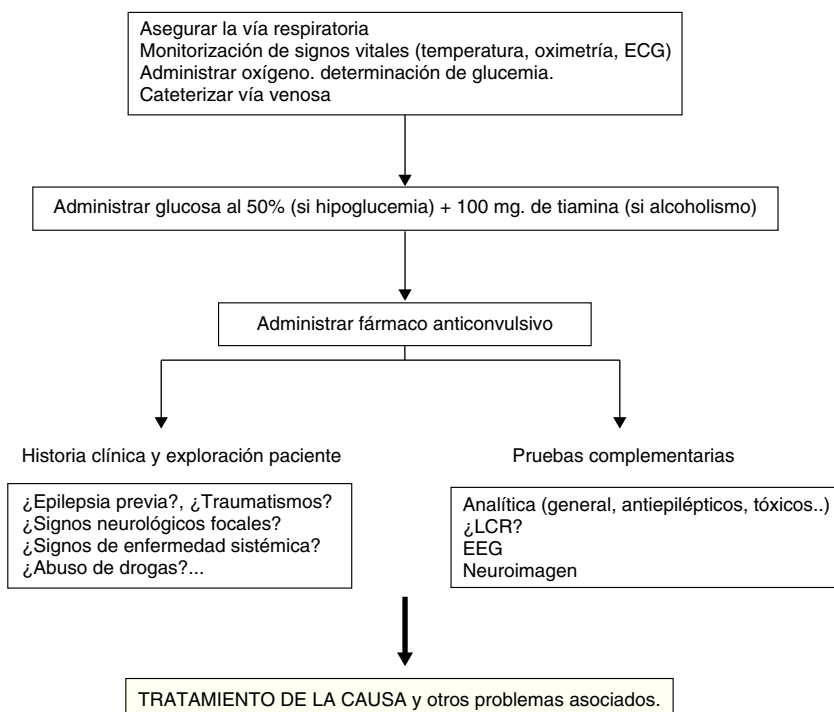 Asegurar la vía respiratoria
Monitorización de signos vitales (temperatura, oximetría, ECG)
Administrar oxígeno. determinación de glucemia.
Cateterizar vía venosa
Administrar glucosa al 50% (si hipoglucemia) + 100 mg. de tiamina (si alcoholismo)
Administrar fármaco anticonvulsivo
Historia clínica y exploración paciente
¿Epilepsia previa?, ¿Traumatismos?
¿Signos neurológicos focales?
¿Signos de enfermedad sistémica?
¿Abuso de drogas?...
Pruebas complementarias
Analítica (general, antiepilépticos, tóxicos..)
¿LCR?
EEG
Neuroimagen
TRATAMIENTO DE LA CAUSA y otros problemas asociados.